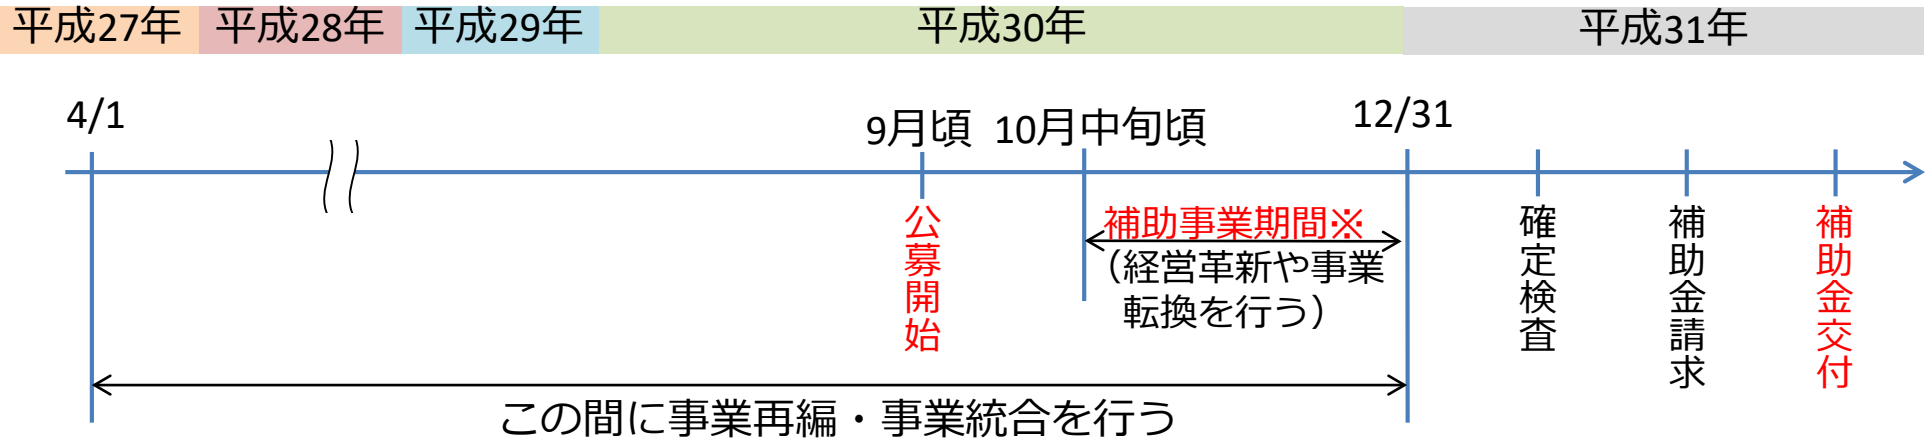 平成27年
平成28年
平成29年
平成30年
平成31年
4/1
9月頃
10月中旬頃
12/31
公募開始
補助事業期間※
（経営革新や事業
転換を行う）
確定検査
補助金請求
補助金交付
この間に事業再編・事業統合を行う